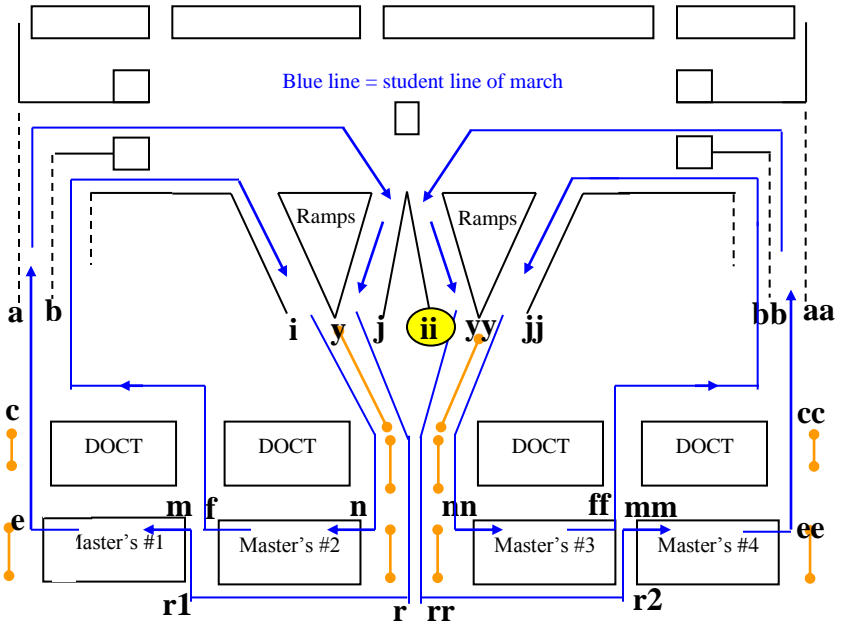 Blue line = student line of march
Ramps
Ramps
a
b
i
y
j
ii
yy
jj
bb
aa
c
cc
DOCT
DOCT
DOCT
DOCT
e
m
f
n
nn
ff
mm
ee
Master's #1
Master's #2
Master's #3
Master's #4
r1
r
rr
r2